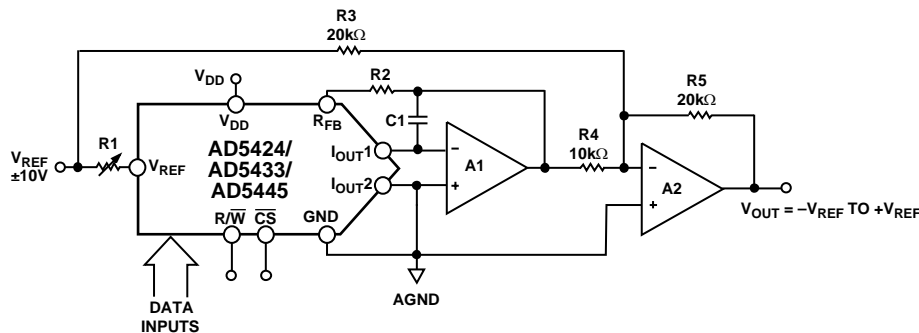 R3
20kΩ
VDD
R2
R5
20kΩ
VDD
RFB
C1
R1
AD5424/
AD5433/
AD5445
IOUT1
R4
10kΩ
VREF
±10V
VREF
A1
IOUT2
A2
R/W̅ C̅S̅ GND
VOUT = –VREF TO +VREF
AGND
DATA
INPUTS
–
+
–
+